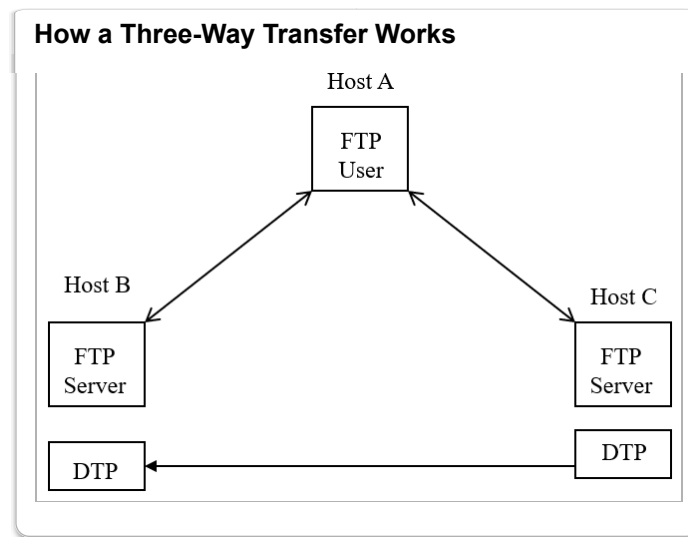 How a Three-Way Transfer Works
Host A
FTP
User
Host B
Host C
FTP
Server
FTP
Server
DTP
DTP